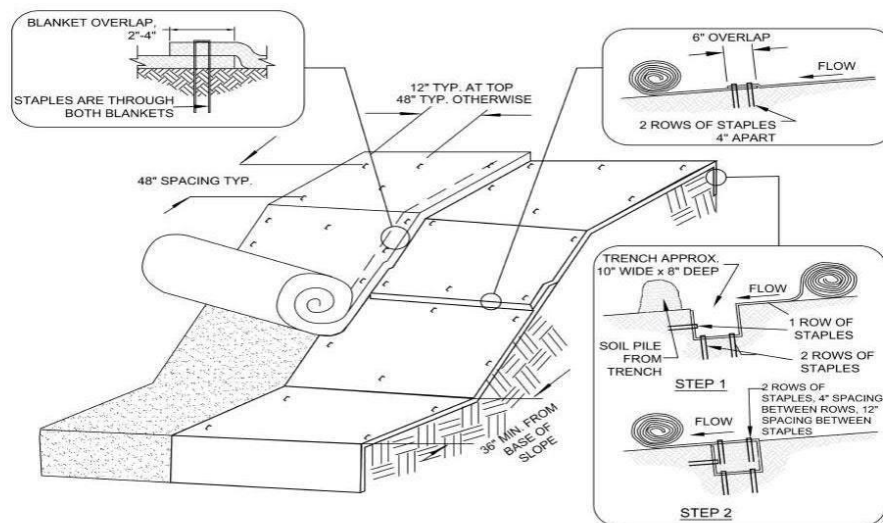 BLANKET OVERLAP,
2"-4"
STAPLES ARE THROUGH
BOTH BLANKETS
12" TYP. AT TOP
48" TYP. OTHERWISE
48" SPACING TYP.
6" OVERLAP
FLOW
2 ROWS OF STAPLES
4" APART
TRENCH APPROX.
10" WIDE x 8" DEEP
FLOW
1 ROW OF
STAPLES
SOIL PILE
FROM
TRENCH
2 ROWS OF
STAPLES
STEP 1
2 ROWS OF
STAPLES, 4" SPACING
BETWEEN ROWS, 12"
SPACING BETWEEN
STAPLES
FLOW
STEP 2
36" MIN. FROM
BASE OF
SLOPE